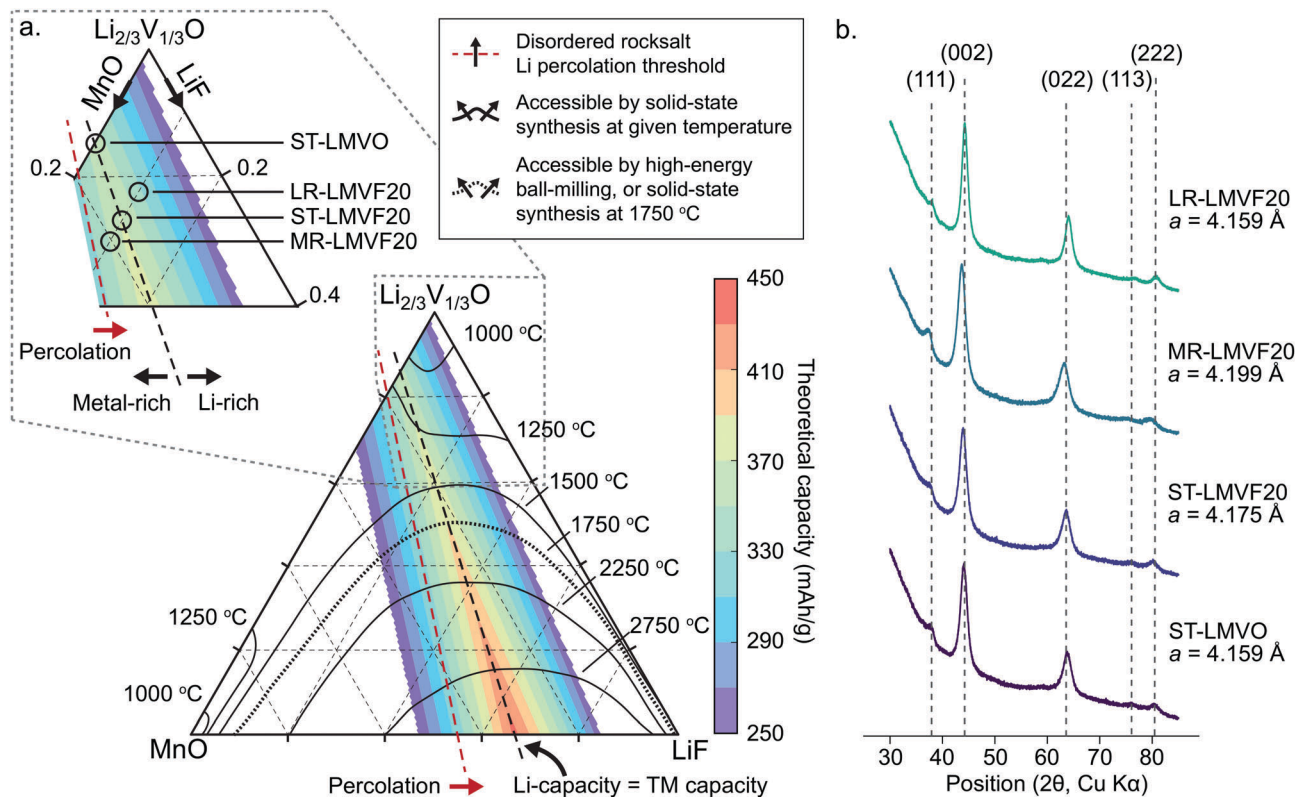 a.
Li2/3V1/3O
MnO
LiF
0.2
0.2
0.4
ST-LMVO
LR-LMVF20
ST-LMVF20
MR-LMVF20
Percolation
Metal-rich
Li-rich
Disordered rocksalt
Li percolation threshold
Accessible by solid-state
synthesis at given temperature
Accessible by high-energy
ball-milling, or solid-state
synthesis at 1750 °C
Li2/3V1/3O
1000 °C
1250 °C
1500 °C
1750 °C
2250 °C
2750 °C
1250 °C
1000 °C
MnO
LiF
Percolation
Li-capacity = TM capacity
450
410
370
330
290
250
Theoretical capacity (mAh/g)
b.
(002)
(222)
(111)
(022)
(113)
LR-LMVF20
a = 4.159 Å
MR-LMVF20
a = 4.199 Å
ST-LMVF20
a = 4.175 Å
ST-LMVO
a = 4.159 Å
30 40 50 60 70 80
Position (2θ, Cu Kα)